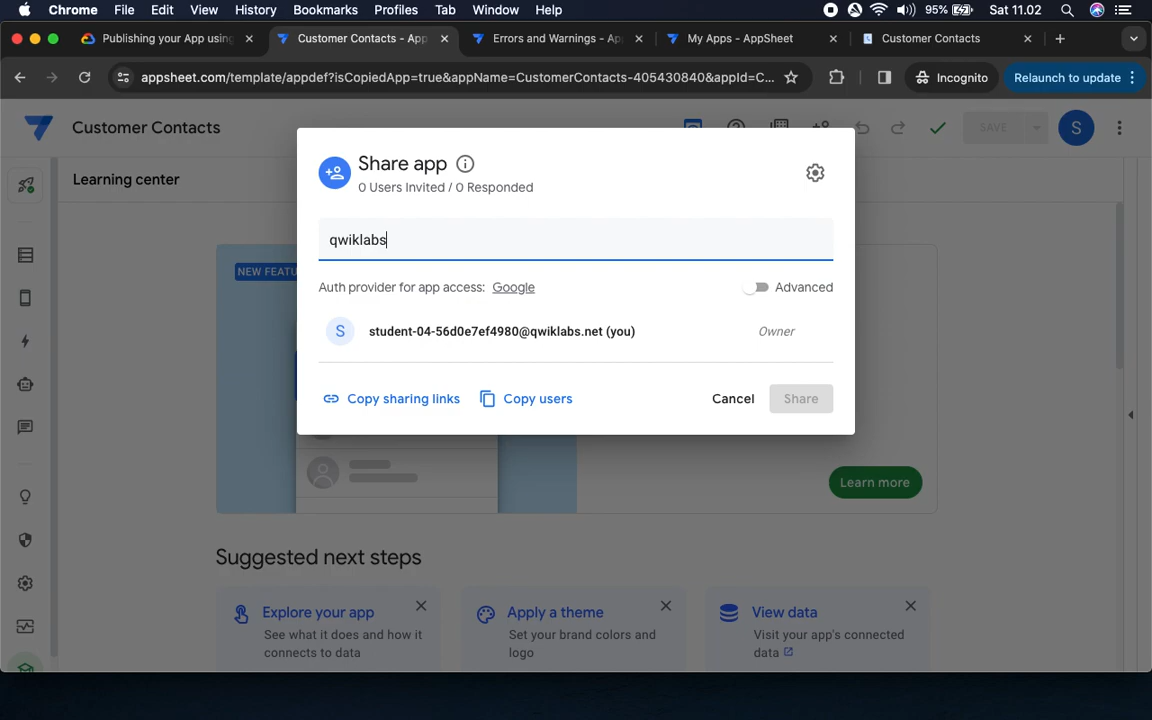 Chrome File Edit View History Bookmarks Profiles Tab Window Help 95% Sat 11.02
Publishing your App using Customer Contacts - App Errors and Warnings - Ap My Apps - AppSheet Customer Contacts
appsheet.com/template/appdef?isCopiedApp=true&appName=CustomerContacts-405430840&appId=C... Incognito Relaunch to update
Customer Contacts SAVE S
Learning center
Share app
0 Users Invited / 0 Responded
qwiklabs
NEW FEATU
Auth provider for app access: Google Advanced
S student-04-56d0e7ef4980@qwiklabs.net (you) Owner
Copy sharing links Copy users Cancel Share
Learn more
Suggested next steps
Explore your app Apply a theme View data
See what it does and how it Set your brand colors and Visit your app's connected
connects to data logo data